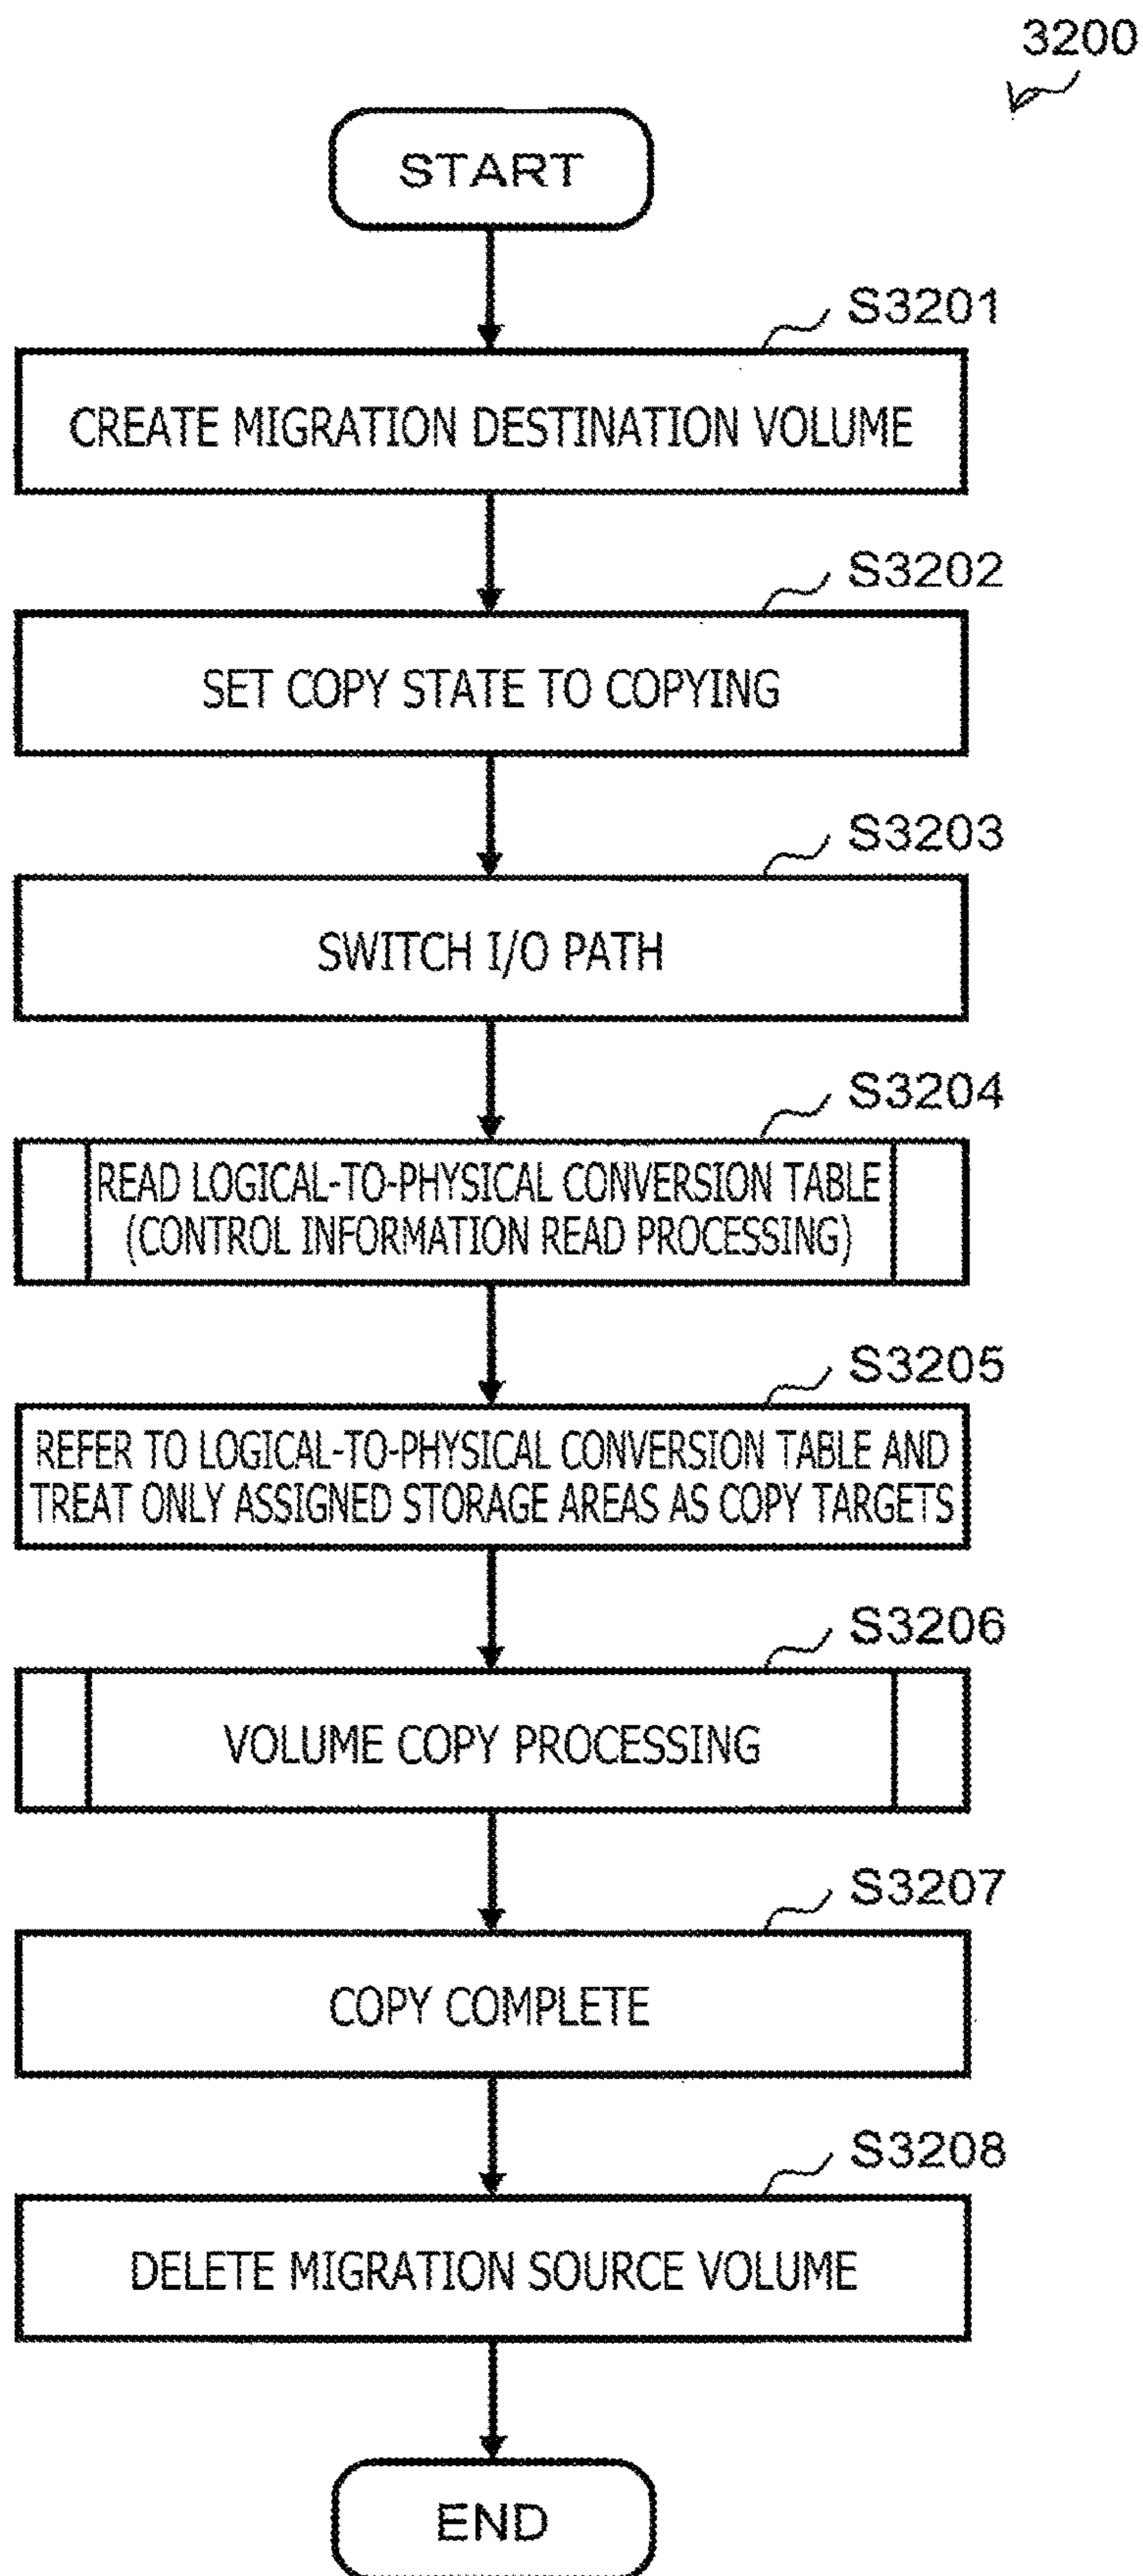 3200
START
S3201
CREATE MIGRATION DESTINATION VOLUME
S3202
SET COPY STATE TO COPYING
S3203
SWITCH I/O PATH
S3204
READ LOGICAL-TO-PHYSICAL CONVERSION TABLE
(CONTROL INFORMATION READ PROCESSING)
S3205
REFER TO LOGICAL-TO-PHYSICAL CONVERSION TABLE AND
TREAT ONLY ASSIGNED STORAGE AREAS AS COPY TARGETS
S3206
VOLUME COPY PROCESSING
S3207
COPY COMPLETE
S3208
DELETE MIGRATION SOURCE VOLUME
END